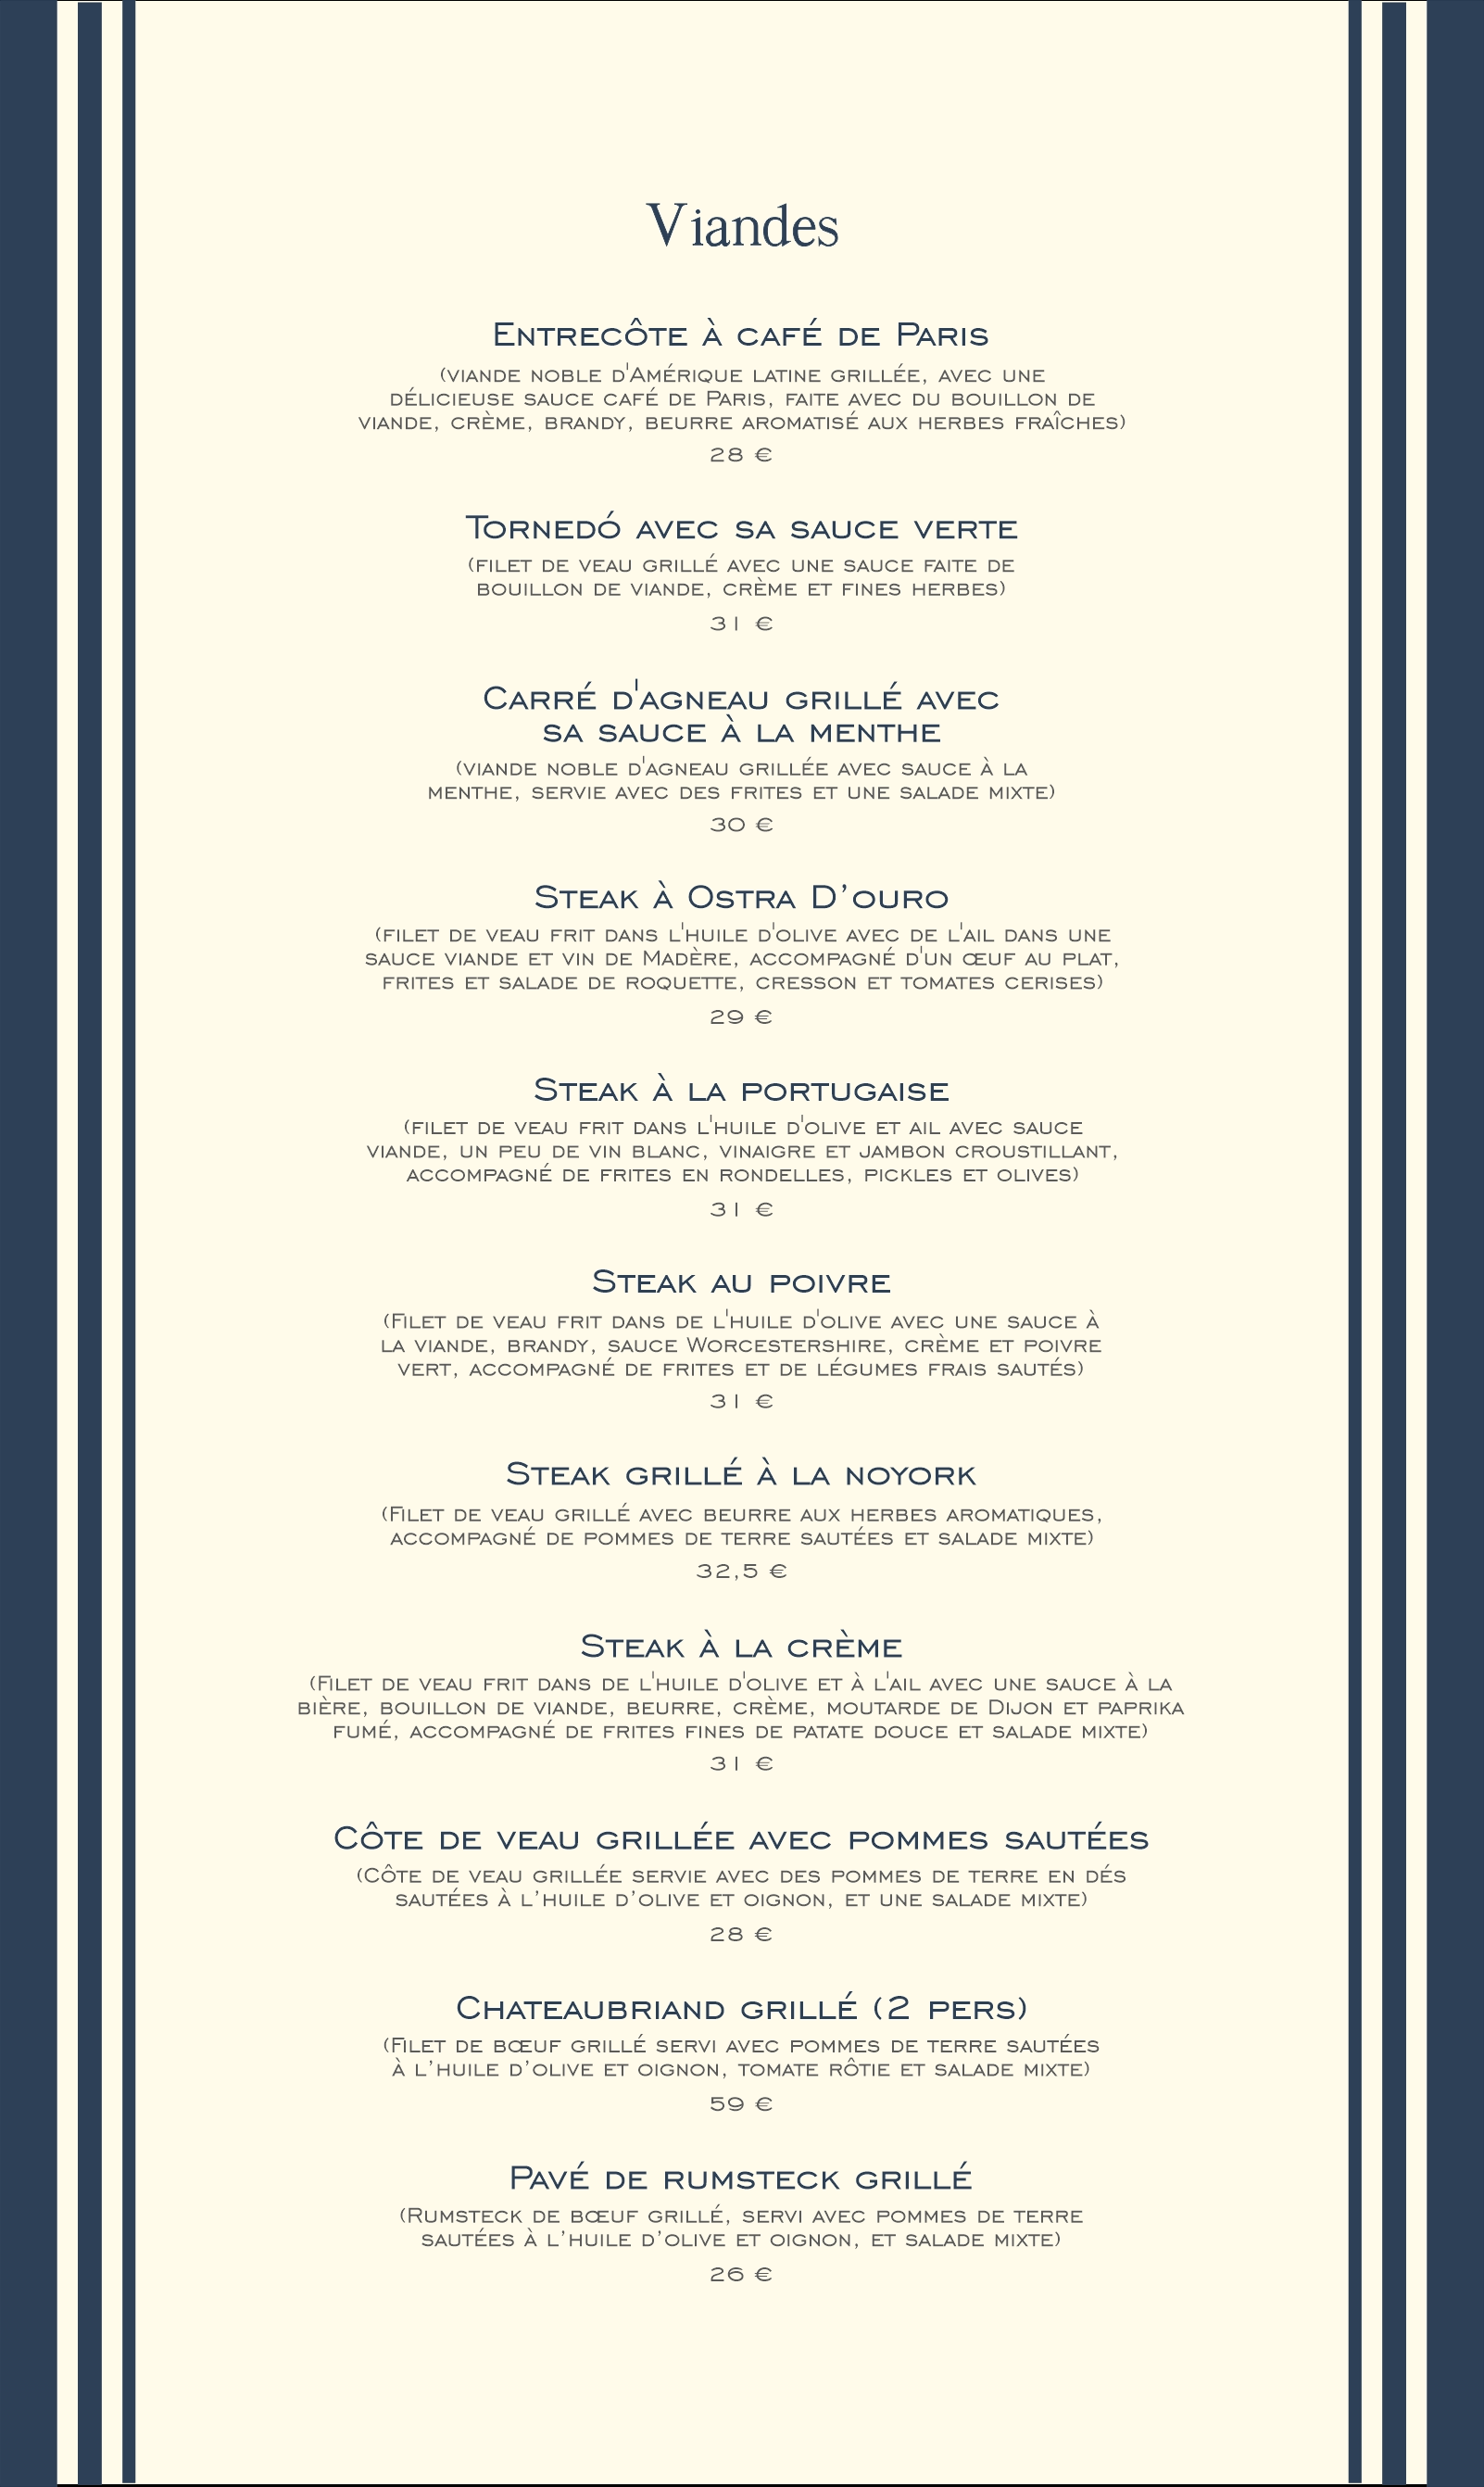 Viandes
Entrecôte à café de Paris
(viande noble d'Amérique latine grillée, avec une
délicieuse sauce café de Paris, faite avec du bouillon de
viande, crème, brandy, beurre aromatisé aux herbes fraîches)
28 €
Tornedó avec sa sauce verte
(filet de veau grillé avec une sauce faite de
bouillon de viande, crème et fines herbes)
31 €
Carré d'agneau grillé avec
sa sauce à la menthe
(viande noble d'agneau grillée avec sauce à la
menthe, servie avec des frites et une salade mixte)
30 €
Steak à Ostra D’ouro
(filet de veau frit dans l'huile d'olive avec de l'ail dans une
sauce viande et vin de Madère, accompagné d'un œuf au plat,
frites et salade de roquette, cresson et tomates cerises)
29 €
Steak à la portugaise
(filet de veau frit dans l'huile d'olive et ail avec sauce
viande, un peu de vin blanc, vinaigre et jambon croustillant,
accompagné de frites en rondelles, pickles et olives)
31 €
Steak au poivre
(Filet de veau frit dans de l'huile d'olive avec une sauce à
la viande, brandy, sauce Worcestershire, crème et poivre
vert, accompagné de frites et de légumes frais sautés)
31 €
Steak grillé à la noyork
(Filet de veau grillé avec beurre aux herbes aromatiques,
accompagné de pommes de terre sautées et salade mixte)
32,5 €
Steak à la crème
(Filet de veau frit dans de l'huile d'olive et à l'ail avec une sauce à la
bière, bouillon de viande, beurre, crème, moutarde de Dijon et paprika
fumé, accompagné de frites fines de patate douce et salade mixte)
31 €
Côte de veau grillée avec pommes sautées
(Côte de veau grillée servie avec des pommes de terre en dés
sautées à l’huile d’olive et oignon, et une salade mixte)
28 €
Chateaubriand grillé (2 pers)
(Filet de bœuf grillé servi avec pommes de terre sautées
à l’huile d’olive et oignon, tomate rôtie et salade mixte)
59 €
Pavé de rumsteck grillé
(Rumsteck de bœuf grillé, servi avec pommes de terre
sautées à l’huile d’olive et oignon, et salade mixte)
26 €